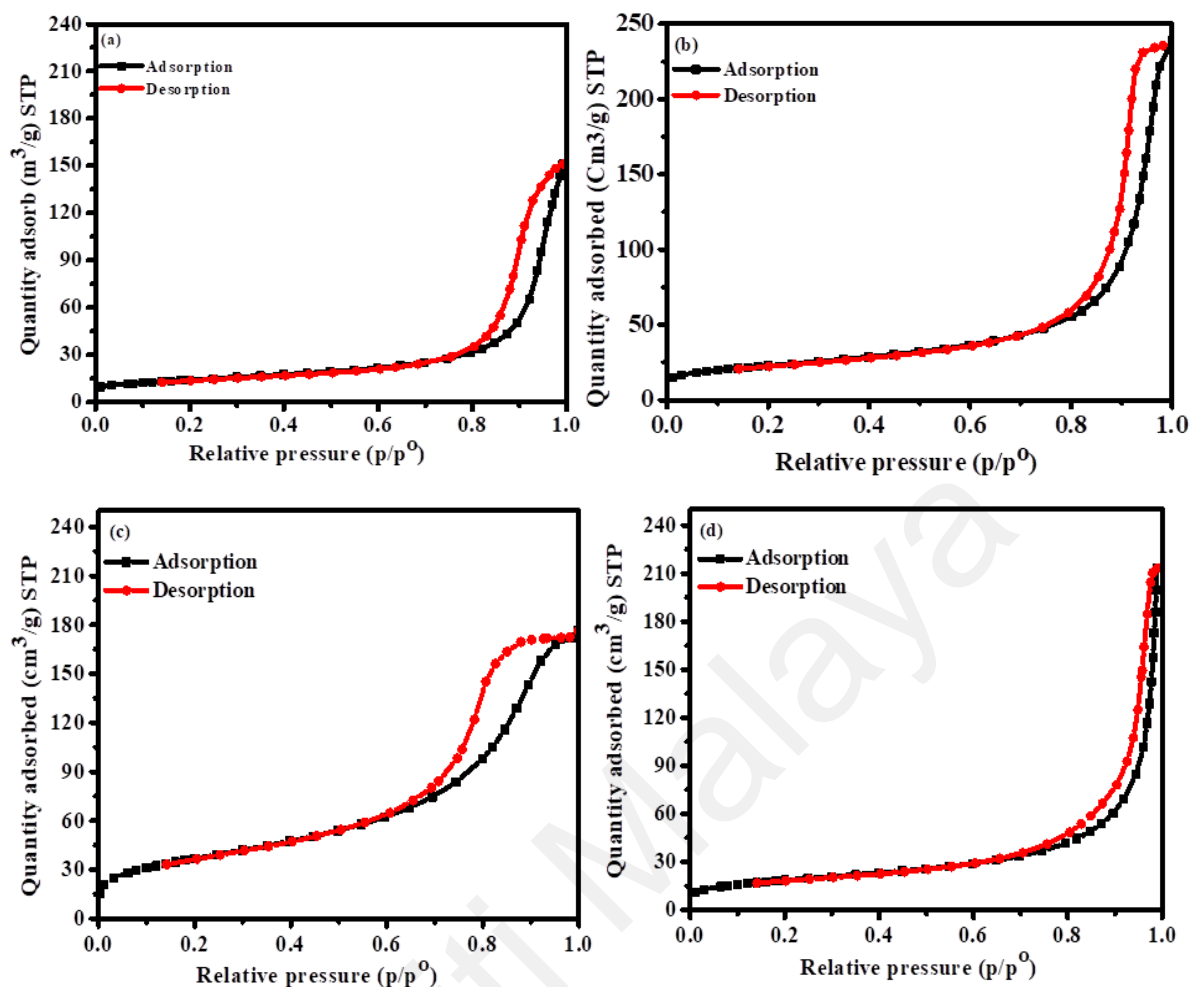 (a)
Adsorption
Desorption
240
210
180
150
120
90
60
30
0
Quantity adsorb (m³/g) STP
0.0 0.2 0.4 0.6 0.8 1.0
Relative pressure (p/p⁰)
(b)
Adsorption
Desorption
250
200
150
100
50
0
Quantity adsorbed (Cm3/g) STP
0.0 0.2 0.4 0.6 0.8 1.0
Relative pressure (p/p⁰)
(c)
Adsorption
Desorption
240
210
180
150
120
90
60
30
0
Quantity adsorbed (cm³/g) STP
0.0 0.2 0.4 0.6 0.8 1.0
Relative pressure (p/p⁰)
(d)
Adsorption
Desorption
240
210
180
150
120
90
60
30
0
Quantity adsorbed (cm³/g) STP
0.0 0.2 0.4 0.6 0.8 1.0
Relative pressure (p/p⁰)
ti Malaya